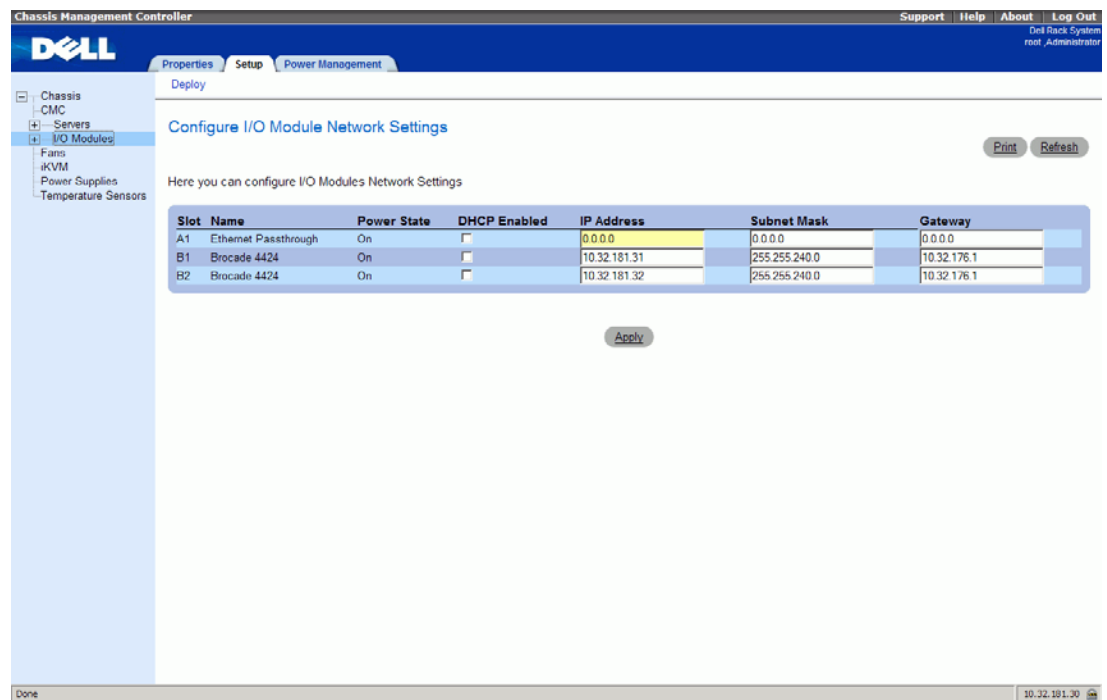 Chassis Management Controller
Support Help About Log Out
DELL
Dell Rack System
root ,Administrator
Properties Setup Power Management
Deploy
Chassis
CMC
Servers
I/O Modules
Fans
iKVM
Power Supplies
Temperature Sensors
Configure I/O Module Network Settings
Print Refresh
Here you can configure I/O Modules Network Settings
Slot Name Power State DHCP Enabled IP Address Subnet Mask Gateway
A1 Ethernet Passthrough On 0.0.0.0 0.0.0.0 0.0.0.0
B1 Brocade 4424 On 10.32.181.31 255.255.240.0 10.32.176.1
B2 Brocade 4424 On 10.32.181.32 255.255.240.0 10.32.176.1
Apply
Done
10.32.181.30